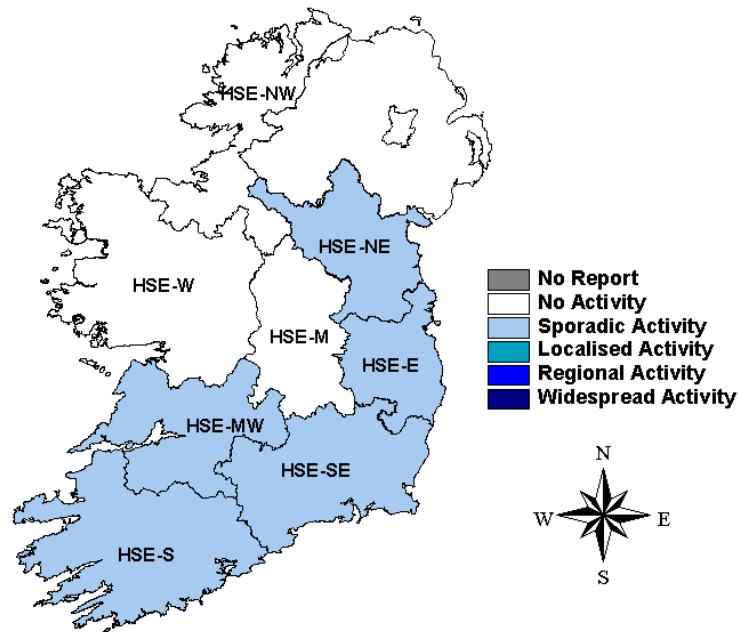 HSE-NW
HSE-NE
HSE-W
HSE-M
HSE-E
HSE-MW
HSE-SE
HSE-S
No Report
No Activity
Sporadic Activity
Localised Activity
Regional Activity
Widespread Activity
N
W E
S